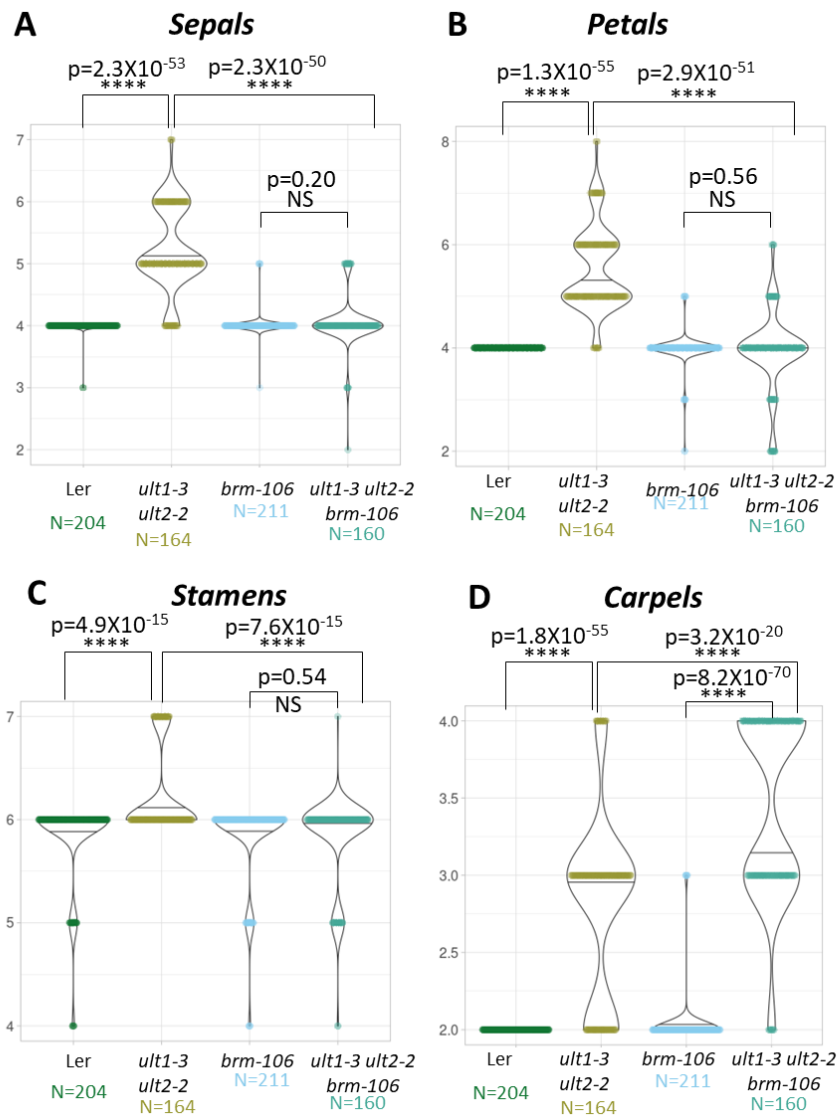 A Sepals
p=2.3X10-53 p=2.3X10-50
**** ****
7
p=0.20
NS
6
5
4
3
2
Ler ult1-3 brm-106 ult1-3 ult2-2
ult2-2 brm-106
N=204 N=164 N=211 N=160
B Petals
p=1.3X10-55 p=2.9X10-51
**** ****
8
p=0.56
NS
6
4
2
Ler ult1-3 brm-106 ult1-3 ult2-2
ult2-2 brm-106
N=204 N=164 N=211 N=160
C Stamens
p=4.9X10-15 p=7.6X10-15
**** ****
p=0.54
NS
7
6
5
4
Ler ult1-3 brm-106 ult1-3 ult2-2
ult2-2 brm-106
N=204 N=164 N=211 N=160
D Carpels
p=1.8X10-55 p=3.2X10-20
**** ****
p=8.2X10-70
****
4.0
3.5
3.0
2.5
2.0
Ler ult1-3 brm-106 ult1-3 ult2-2
ult2-2 brm-106
N=204 N=164 N=211 N=160